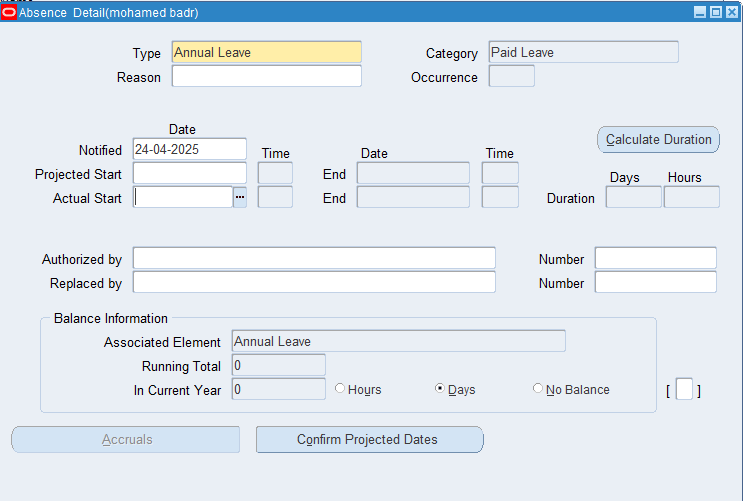 Absence Detail(mohamed badr)
Type Annual Leave Category Paid Leave
Reason Occurrence
Date
Calculate Duration
Notified 24-04-2025 Time Date Time
Projected Start End Days Hours
Actual Start ... End Duration
Authorized by Number
Replaced by Number
Balance Information
Associated Element Annual Leave
Running Total 0
In Current Year 0 Hours Days No Balance [ ]
Accruals Confirm Projected Dates